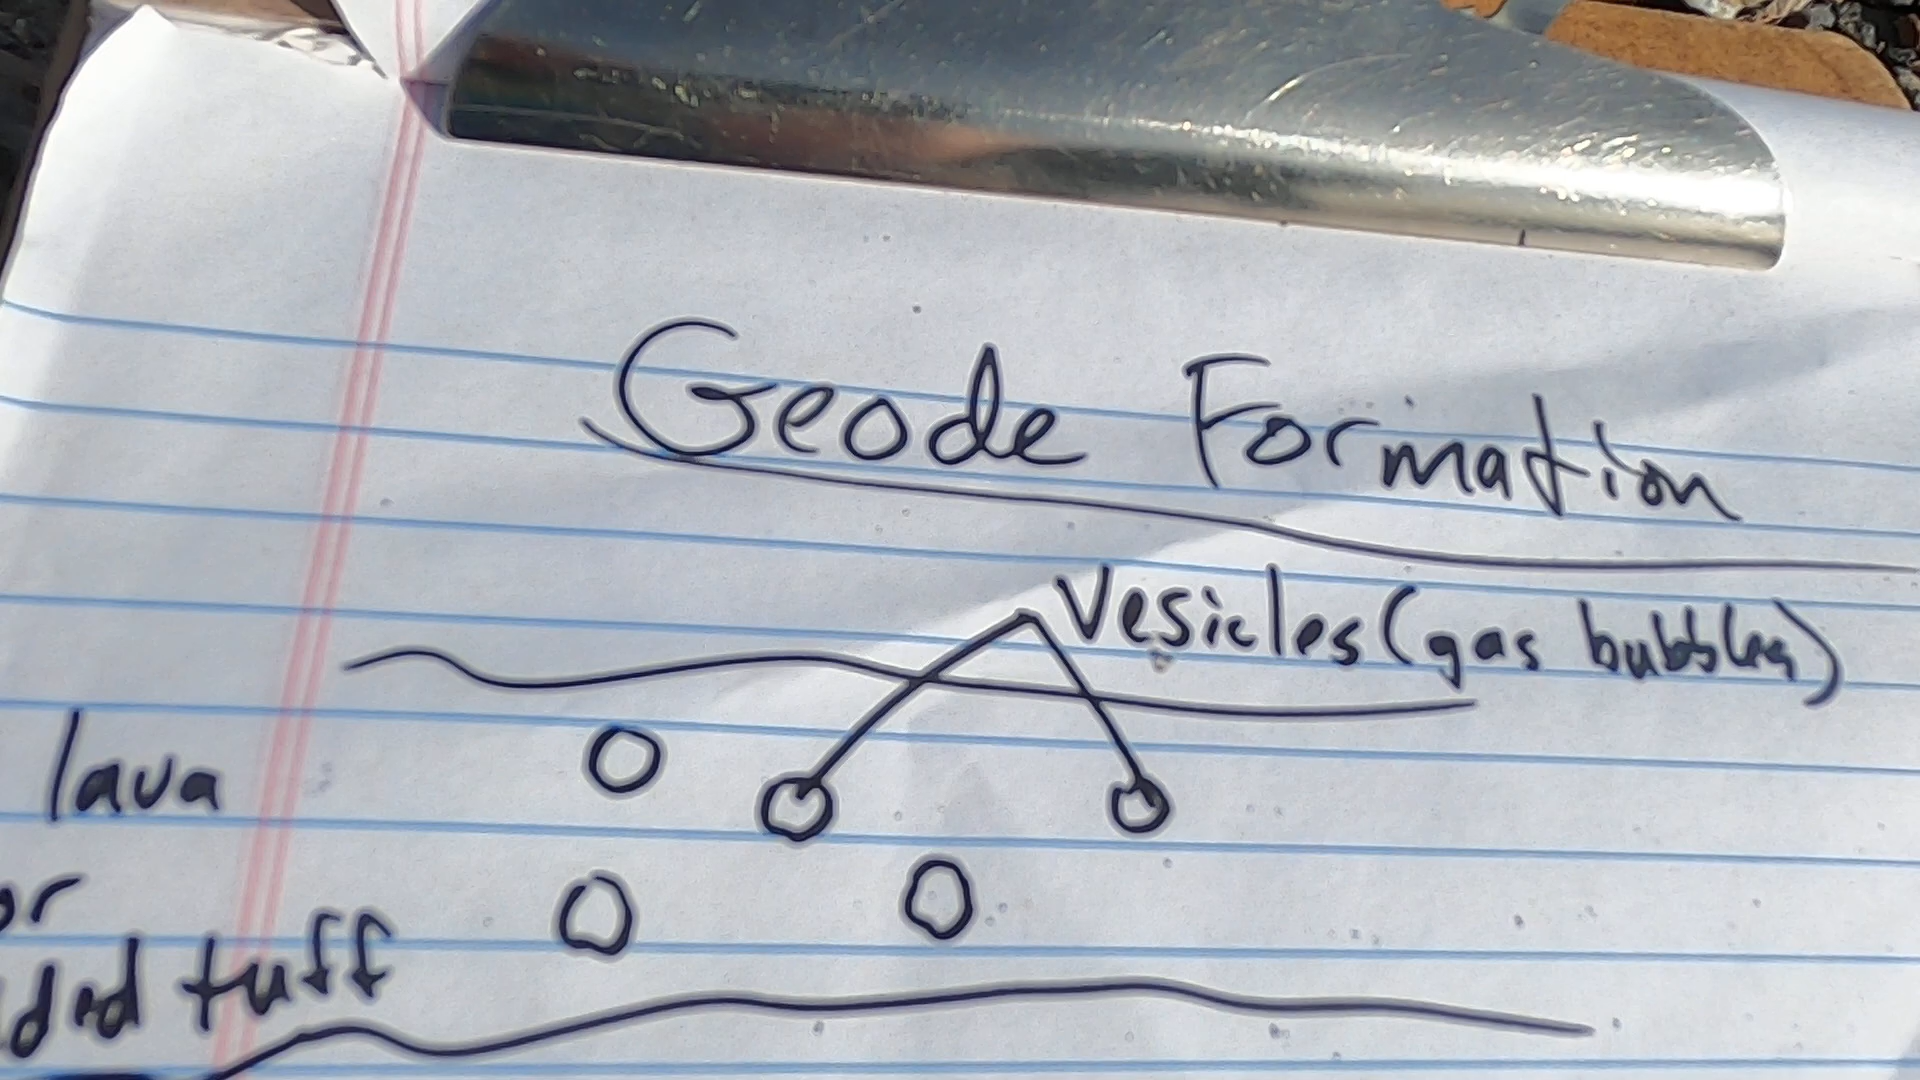 Geode Formation
Vesicles (gas bubbles)
lava
or
tuff